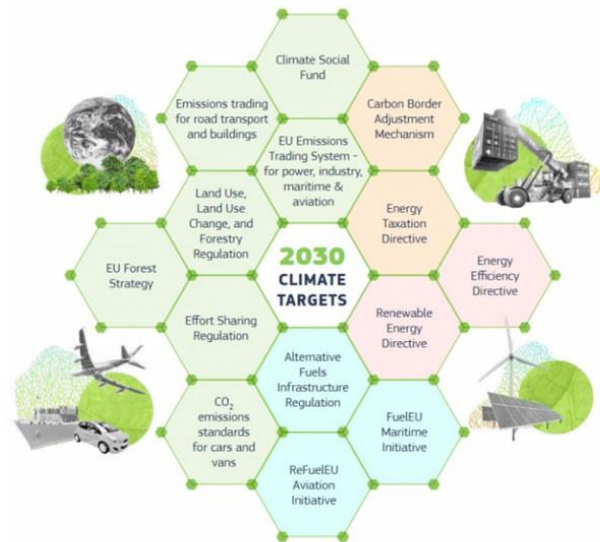 Climate Social
Fund
Emissions trading
for road transport
and buildings
Carbon Border
Adjustment
Mechanism
EU Emissions
Trading System –
for power, industry,
maritime &
aviation
Land Use,
Land Use
Change, and
Forestry
Regulation
Energy
Taxation
Directive
EU Forest
Strategy
2030
CLIMATE
TARGETS
Energy
Efficiency
Directive
Effort Sharing
Regulation
Renewable
Energy
Directive
Alternative
Fuels
Infrastructure
Regulation
CO₂
emissions
standards
for cars and
vans
FuelEU
Maritime
Initiative
ReFuelEU
Aviation
Initiative